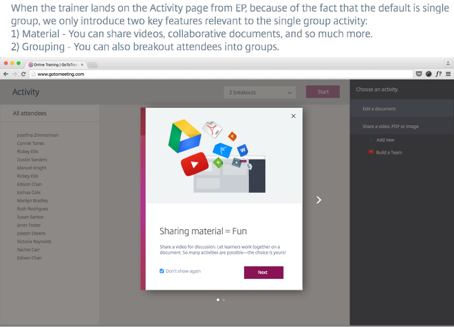 When the trainer lands on the Activity page from EP, because of the fact that the default is single
group, we only introduce two key features relevant to the single group activity:
1) Material - You can share videos, collaborative documents, and so much more.
2) Grouping - You can also breakout attendees into groups.
Online Training | GoToTrai
www.gotomeeting.com
Activity
2 breakouts
Start
Choose an activity
All attendees
Edit a document
Josefina Zimmerman
Connie Torres
Share a video, PDF or image
Rickey Ellis
Dustin Sanders
Add new
Manuel Knight
Build a Team
Rickey Ellis
Edison Chan
Joshua Cole
Marilyn Bradley
Ruth Rodriguez
Susan Santos
Janet Foster
Joseph Owens
Victoria Reynolds
Rachel Carr
Edison Chan
Sharing material = Fun
Share a video for discussion. Let learners work together on a
document. So many activities are possible—the choice is yours!
Don't show again
Next